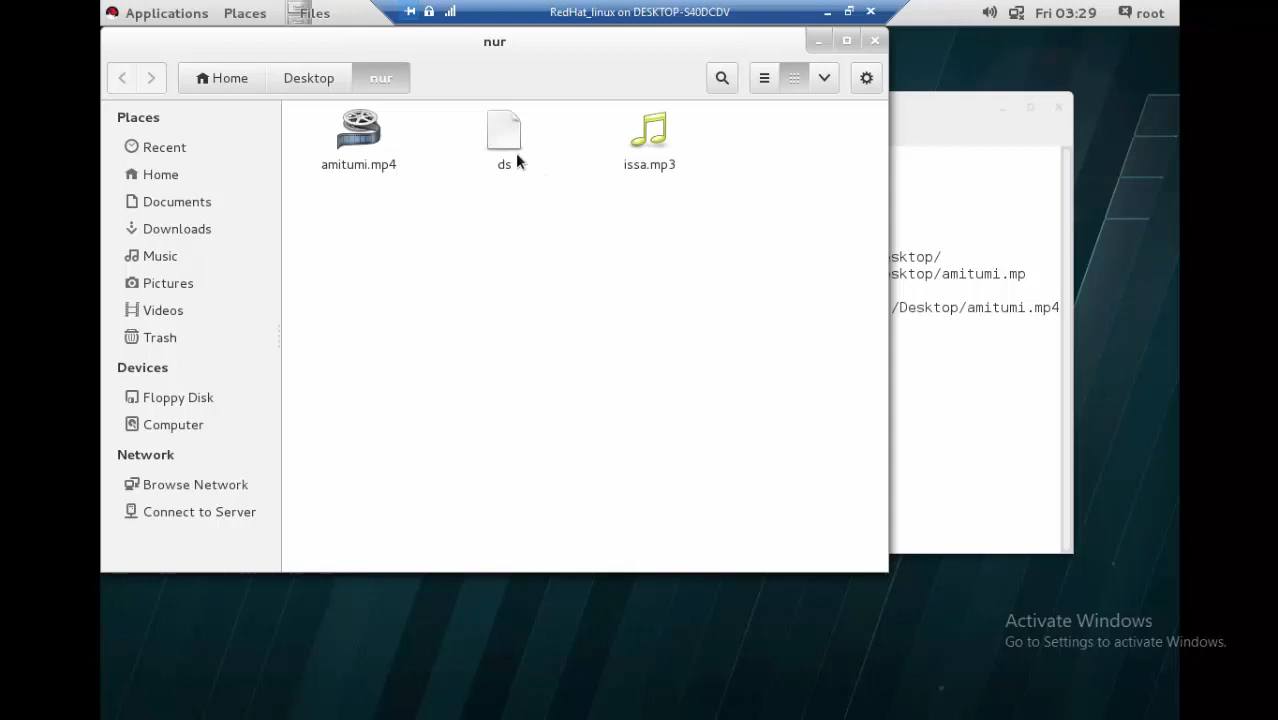 Applications Places Files RedHat_linux on DESKTOP-S40DCDV Fri 03:29 root
nur
Home Desktop nur
Places
Recent
Home
Documents
Downloads
Music
Pictures
Videos
Trash
Devices
Floppy Disk
Computer
Network
Browse Network
Connect to Server
amitumi.mp4 ds issa.mp3
esktop/
esktop/amitumi.mp
/Desktop/amitumi.mp4
Activate Windows
Go to Settings to activate Windows.